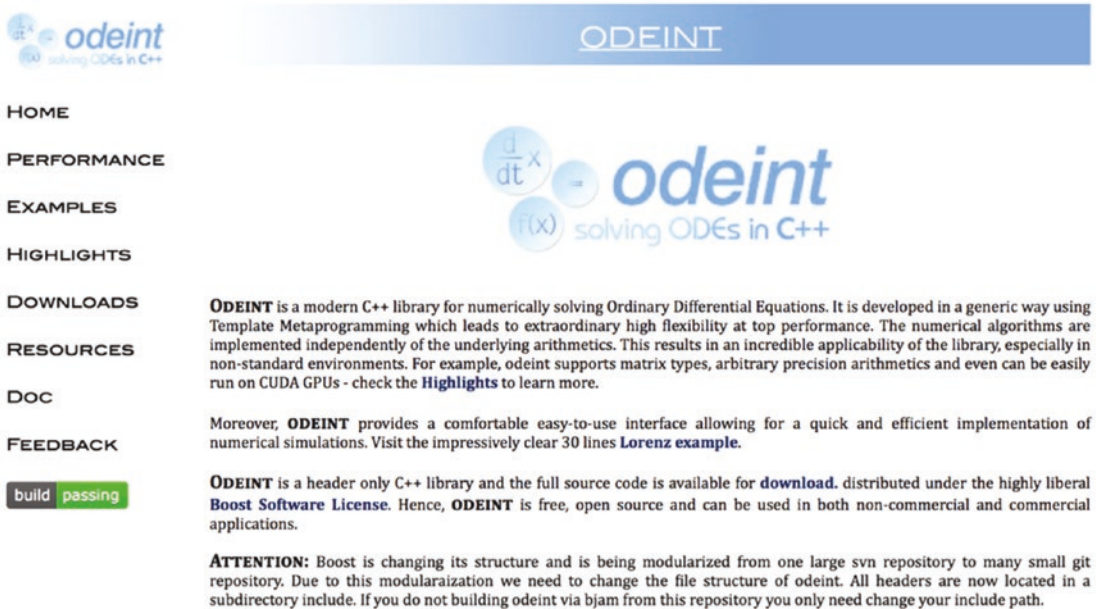 d/dt x = f(x) odeint
solving ODEs in C++
ODEINT
HOME
PERFORMANCE
EXAMPLES
HIGHLIGHTS
DOWNLOADS
RESOURCES
DOC
FEEDBACK
build passing
d/dt x = f(x) odeint
solving ODEs in C++
ODEINT is a modern C++ library for numerically solving Ordinary Differential Equations. It is developed in a generic way using
Template Metaprogramming which leads to extraordinary high flexibility at top performance. The numerical algorithms are
implemented independently of the underlying arithmetics. This results in an incredible applicability of the library, especially in
non-standard environments. For example, odeint supports matrix types, arbitrary precision arithmetics and even can be easily
run on CUDA GPUs - check the Highlights to learn more.
Moreover, ODEINT provides a comfortable easy-to-use interface allowing for a quick and efficient implementation of
numerical simulations. Visit the impressively clear 30 lines Lorenz example.
ODEINT is a header only C++ library and the full source code is available for download. distributed under the highly liberal
Boost Software License. Hence, ODEINT is free, open source and can be used in both non-commercial and commercial
applications.
ATTENTION: Boost is changing its structure and is being modularized from one large svn repository to many small git
repository. Due to this modularaization we need to change the file structure of odeint. All headers are now located in a
subdirectory include. If you do not building odeint via bjam from this repository you only need change your include path.